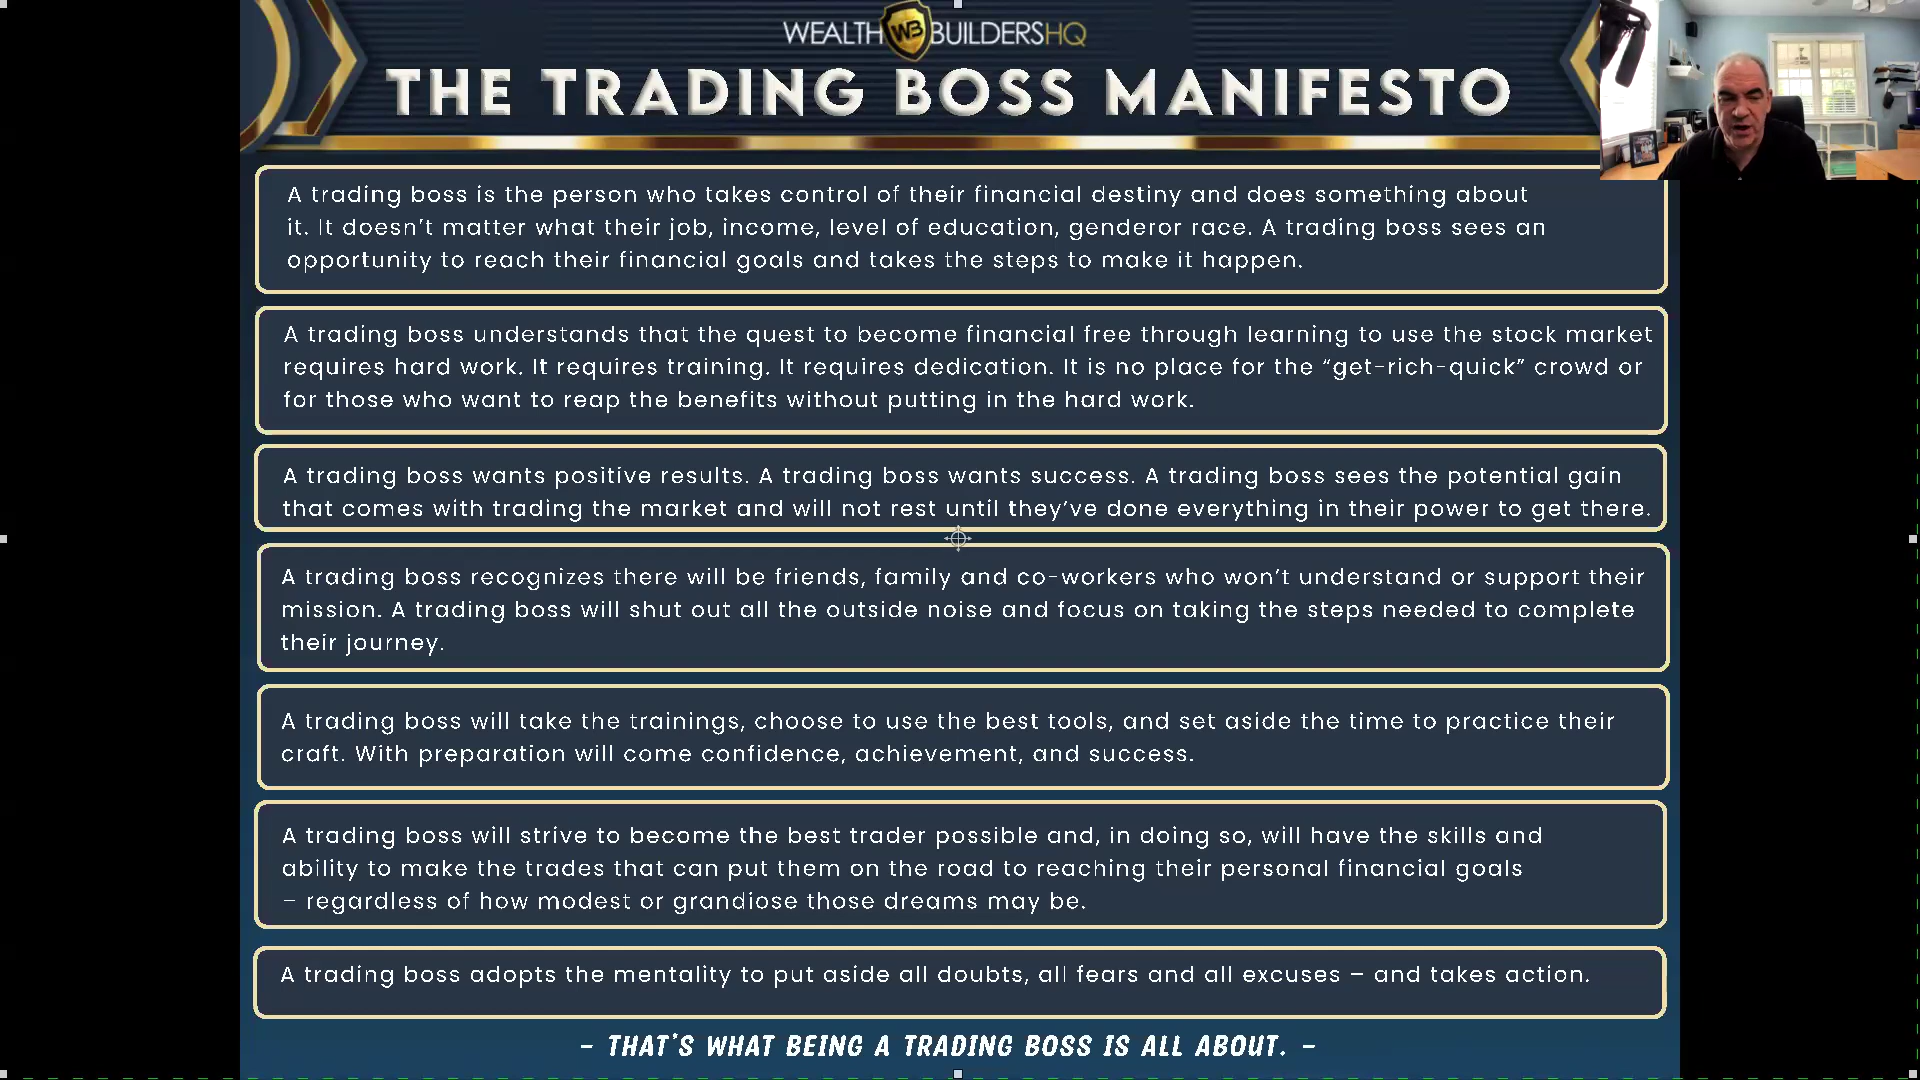 WEALTH WB BUILDERSHQ
THE TRADING BOSS MANIFESTO
A trading boss is the person who takes control of their financial destiny and does something about
it. It doesn't matter what their job, income, level of education, genderor race. A trading boss sees an
opportunity to reach their financial goals and takes the steps to make it happen.
A trading boss understands that the quest to become financial free through learning to use the stock market
requires hard work. It requires training. It requires dedication. It is no place for the “get-rich-quick” crowd or
for those who want to reap the benefits without putting in the hard work.
A trading boss wants positive results. A trading boss wants success. A trading boss sees the potential gain
that comes with trading the market and will not rest until they've done everything in their power to get there.
A trading boss recognizes there will be friends, family and co-workers who won't understand or support their
mission. A trading boss will shut out all the outside noise and focus on taking the steps needed to complete
their journey.
A trading boss will take the trainings, choose to use the best tools, and set aside the time to practice their
craft. With preparation will come confidence, achievement, and success.
A trading boss will strive to become the best trader possible and, in doing so, will have the skills and
ability to make the trades that can put them on the road to reaching their personal financial goals
– regardless of how modest or grandiose those dreams may be.
A trading boss adopts the mentality to put aside all doubts, all fears and all excuses – and takes action.
– THAT'S WHAT BEING A TRADING BOSS IS ALL ABOUT. –